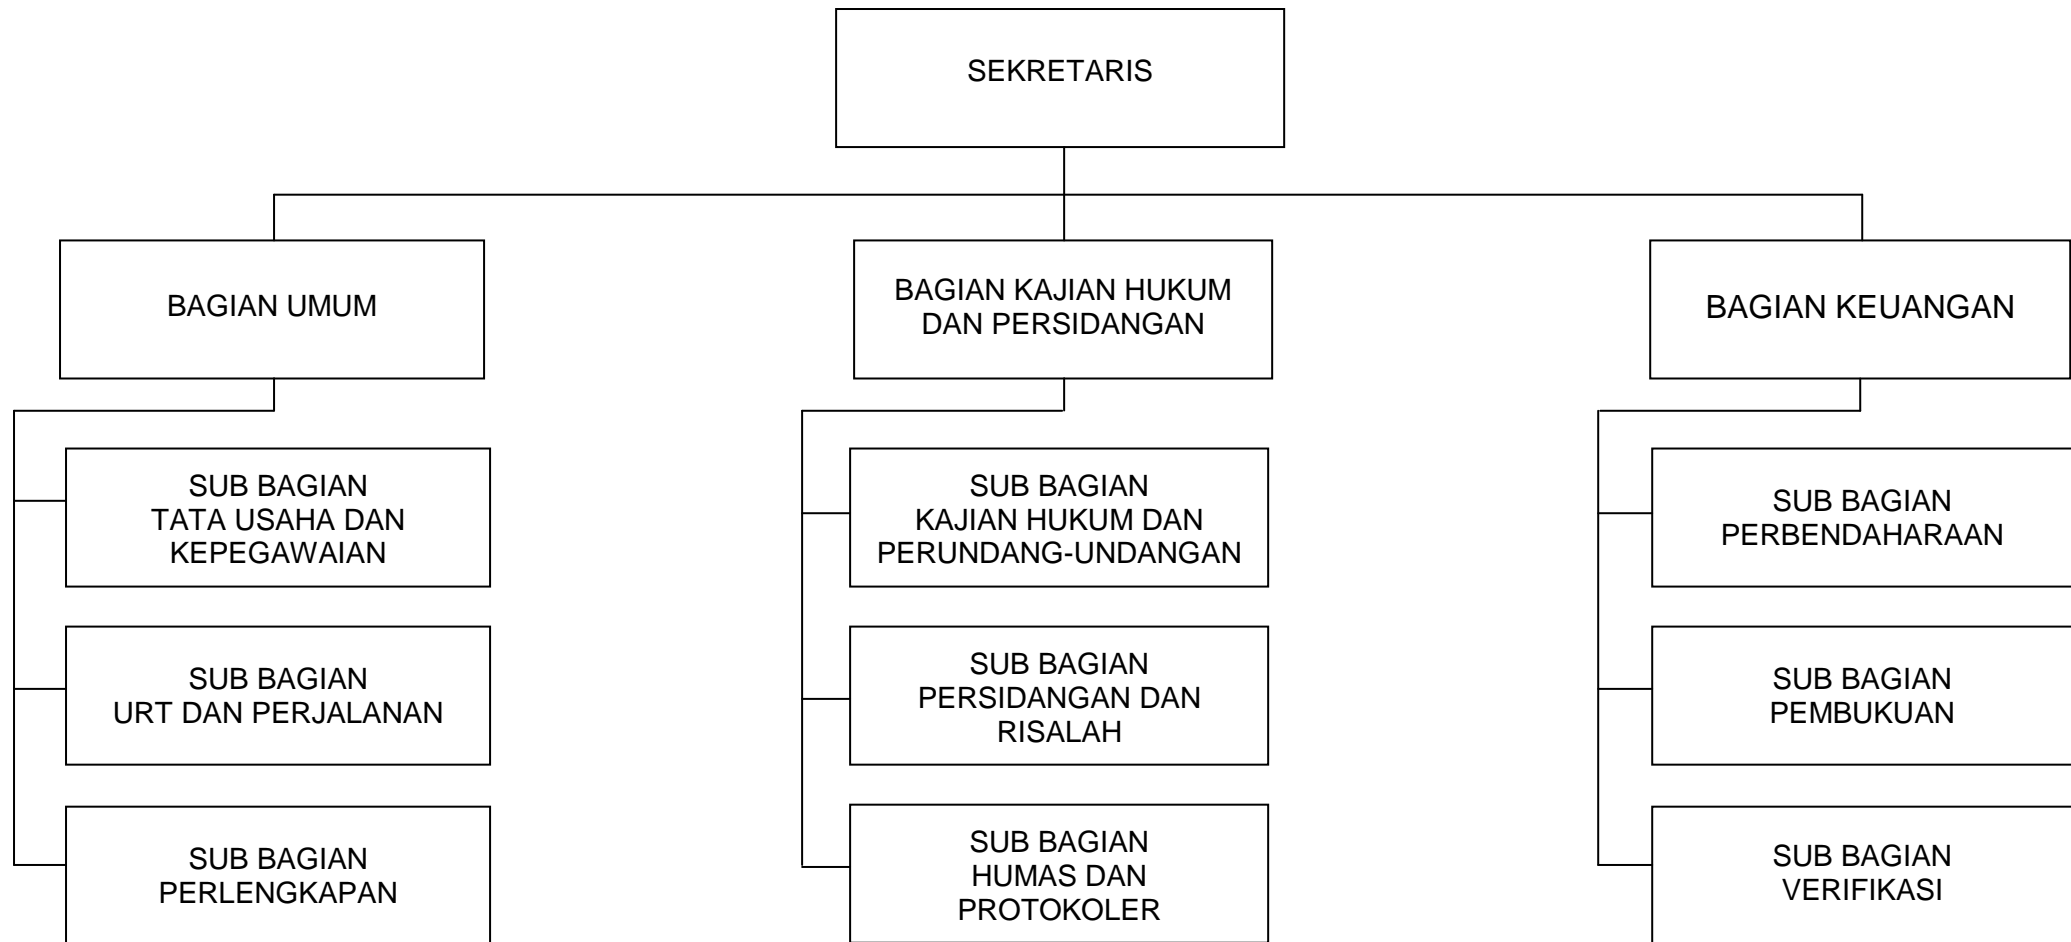 SEKRETARIS
BAGIAN UMUM
BAGIAN KAJIAN HUKUM
DAN PERSIDANGAN
BAGIAN KEUANGAN
SUB BAGIAN
TATA USAHA DAN
KEPEGAWAIAN
SUB BAGIAN
KAJIAN HUKUM DAN
PERUNDANG-UNDANGAN
SUB BAGIAN
PERBENDAHARAAN
SUB BAGIAN
URT DAN PERJALANAN
SUB BAGIAN
PERSIDANGAN DAN
RISALAH
SUB BAGIAN
PEMBUKUAN
SUB BAGIAN
PERLENGKAPAN
SUB BAGIAN
HUMAS DAN
PROTOKOLER
SUB BAGIAN
VERIFIKASI